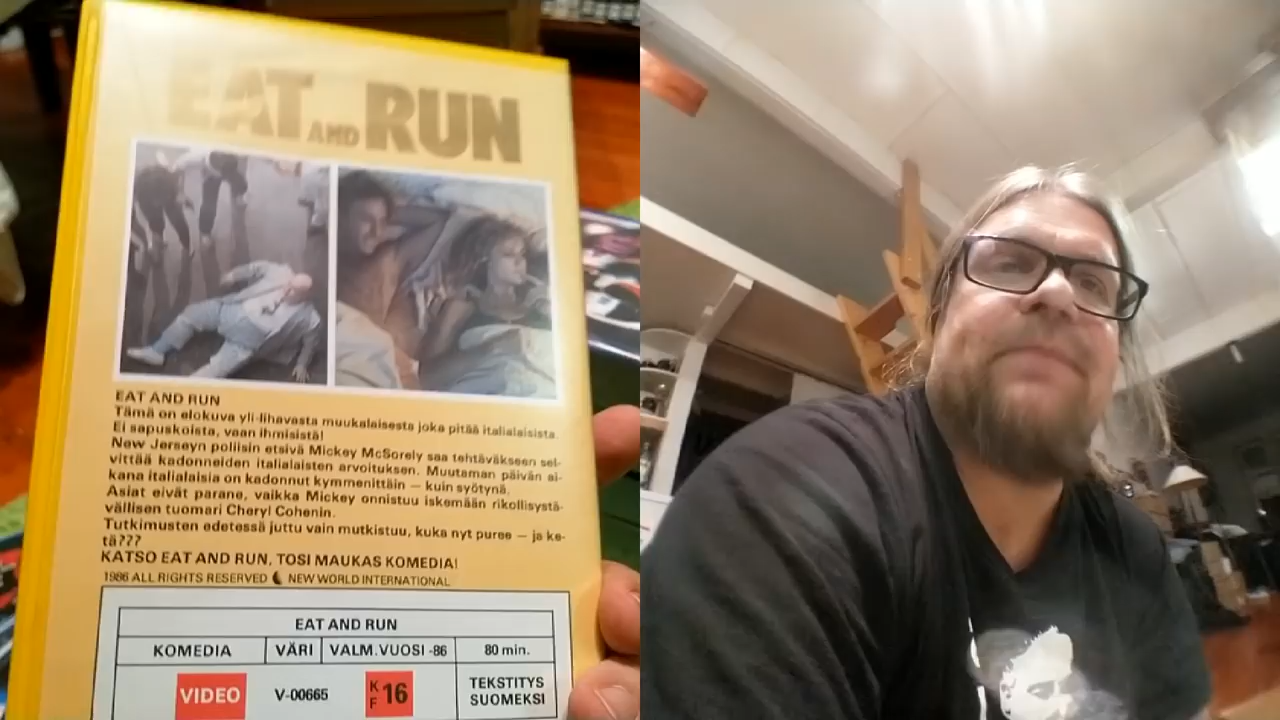 EAT AND RUN
EAT AND RUN
Tämä on elokuva yli-lihavasta muukalaisesta joka pitää italialaisista.
Ei sapuskoista, vaan ihmisistä!
New Jerseyn poliisin etsivä Mickey McSorely saa tehtäväkseen sel-
vittää kadonneiden italialaisten arvoituksen. Muutaman päivän ai-
kana italialaisia on kadonnut kymmenittäin — kuin syötynä.
Asiat eivät parane, vaikka Mickey onnistuu iskemään rikollisystä-
vällisen tuomari Cheryl Cohenin.
Tutkimusten edetessä juttu vain mutkistuu, kuka nyt puree — ja ke-
tä???
KATSO EAT AND RUN, TOSI MAUKAS KOMEDIA!
1986 ALL RIGHTS RESERVED NEW WORLD INTERNATIONAL
EAT AND RUN
KOMEDIA VÄRI VALM.VUOSI -86 80 min.
VIDEO V-00665 KF 16 TEKSTITYS SUOMEKSI